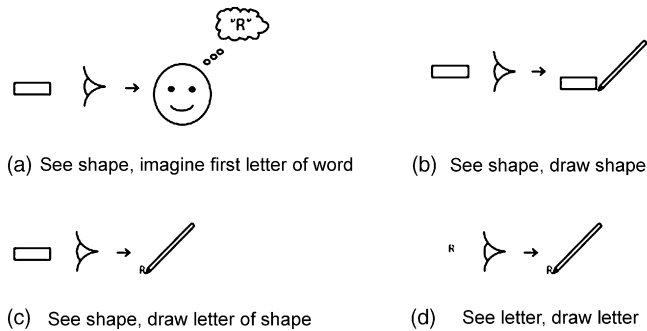 "R"
(a) See shape, imagine first letter of word
(b) See shape, draw shape
R
(c) See shape, draw letter of shape
R R
(d) See letter, draw letter